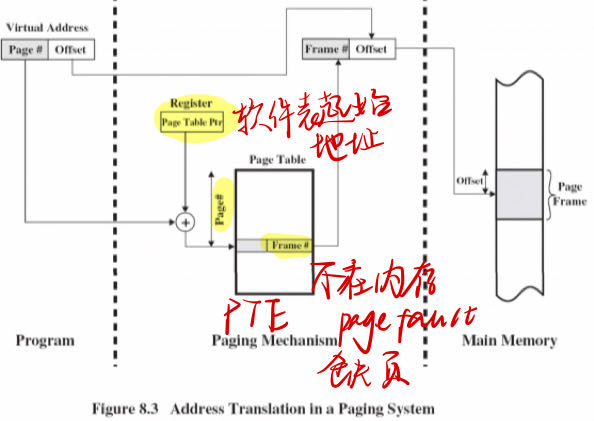 Virtual Address
Page # Offset
Frame # Offset
Register
Page Table Ptr
软件表起始
地址
Page Table
Page#
Frame #
Offset
Page
Frame
PTE
不在内存
page fault
缺页
Program
Paging Mechanism
Main Memory
Figure 8.3 Address Translation in a Paging System